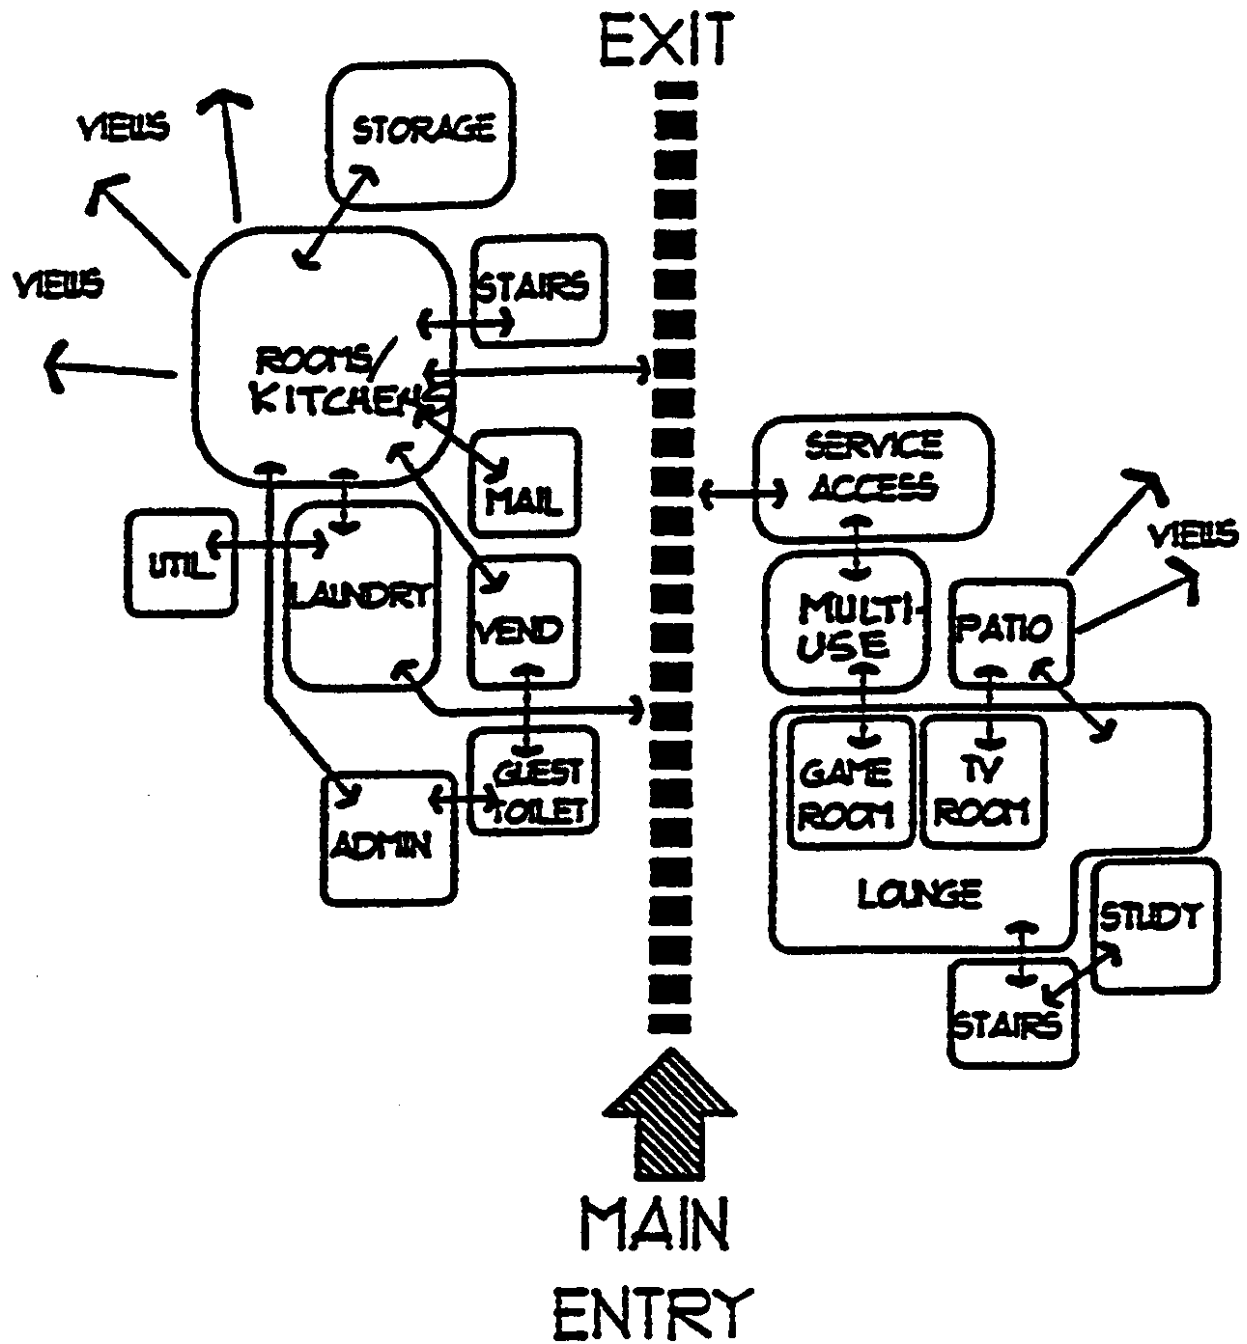 EXIT
VIEWS
STORAGE
VIEWS
STAIRS
ROOMS/
KITCHENS
SERVICE
ACCESS
MAIL
VIEWS
UTIL
LAUNDRY
VEND
MULTI-
USE
PATIO
GUEST
TOILET
GAME
ROOM
TV
ROOM
ADMIN
LOUNGE
STUDY
STAIRS
MAIN
ENTRY